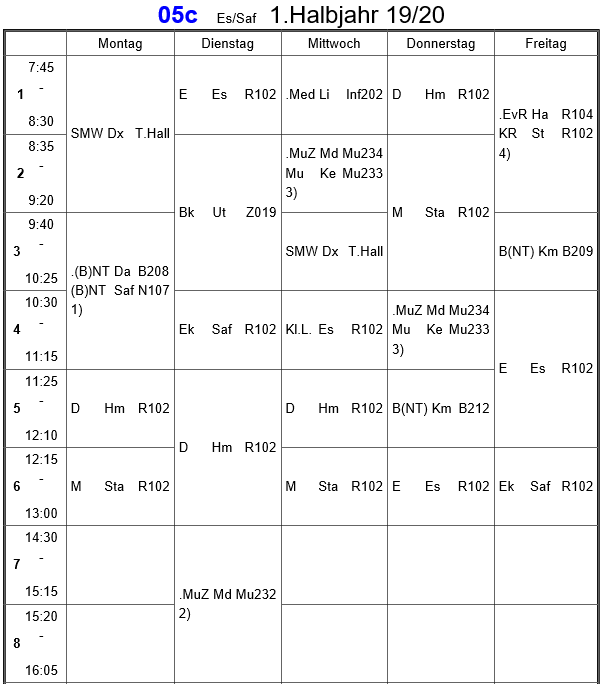 05c Es/Saf 1.Halbjahr 19/20
Montag Dienstag Mittwoch Donnerstag Freitag
1 7:45 - 8:30
SMW Dx T.Hall
E Es R102
.Med Li Inf202
D Hm R102
.EvR Ha R104
KR St R102
4)
2 8:35 - 9:20
Bk Ut Z019
.MuZ Md Mu234
Mu Ke Mu233
3)
M Sta R102
3 9:40 - 10:25
.(B)NT Da B208
(B)NT Saf N107
1)
SMW Dx T.Hall
B(NT) Km B209
4 10:30 - 11:15
Ek Saf R102
Kl.L. Es R102
.MuZ Md Mu234
Mu Ke Mu233
3)
E Es R102
5 11:25 - 12:10
D Hm R102
D Hm R102
D Hm R102
B(NT) Km B212
6 12:15 - 13:00
M Sta R102
M Sta R102
E Es R102
Ek Saf R102
7 14:30 - 15:15
.MuZ Md Mu232
2)
8 15:20 - 16:05